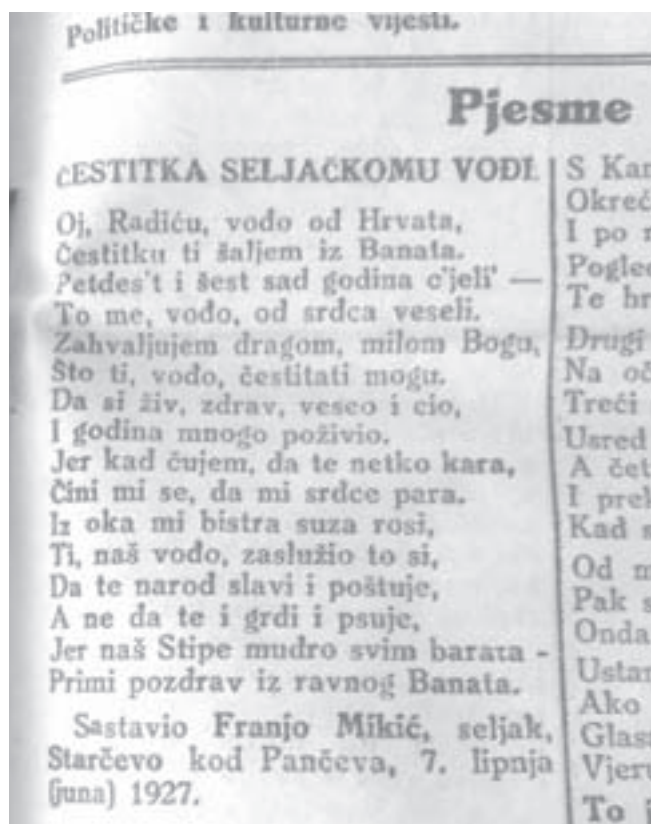 Političke i kulturne vijesti.
Pjesme
ČESTITKA SELJAČKOMU VOĐI.
Oj, Radiću, vođo od Hrvata,
Čestitku ti šaljem iz Banata.
Petdes't i šest sad godina c'jeli' —
To me, vođo, od srdca veseli.
Zahvaljujem dragom, milom Bogu,
Što ti, vođo, čestitati mogu.
Da si živ, zdrav, veseo i cio,
I godina mnogo poživio.
Jer kad čujem, da te netko kara,
Čini mi se, da mi srdce para.
Iz oka mi bistra suza rosi,
Ti, naš vođo, zaslužio to si,
Da te narod slavi i poštuje,
A ne da te i grdi i psuje,
Jer naš Stipe mudro svim barata -
Primi pozdrav iz ravnog Banata.
Sastavio Franjo Mikić, seljak,
Starčevo kod Pančeva, 7. lipnja
(juna) 1927.
S Kar
Okreć
I po
Pogled
Te hr
Drugi
Na oč
Treći
Usred
A čet
I prek
Kad s
Od m
Pak s
Onda
Ustan
Ako
Glas
Vjeru
To